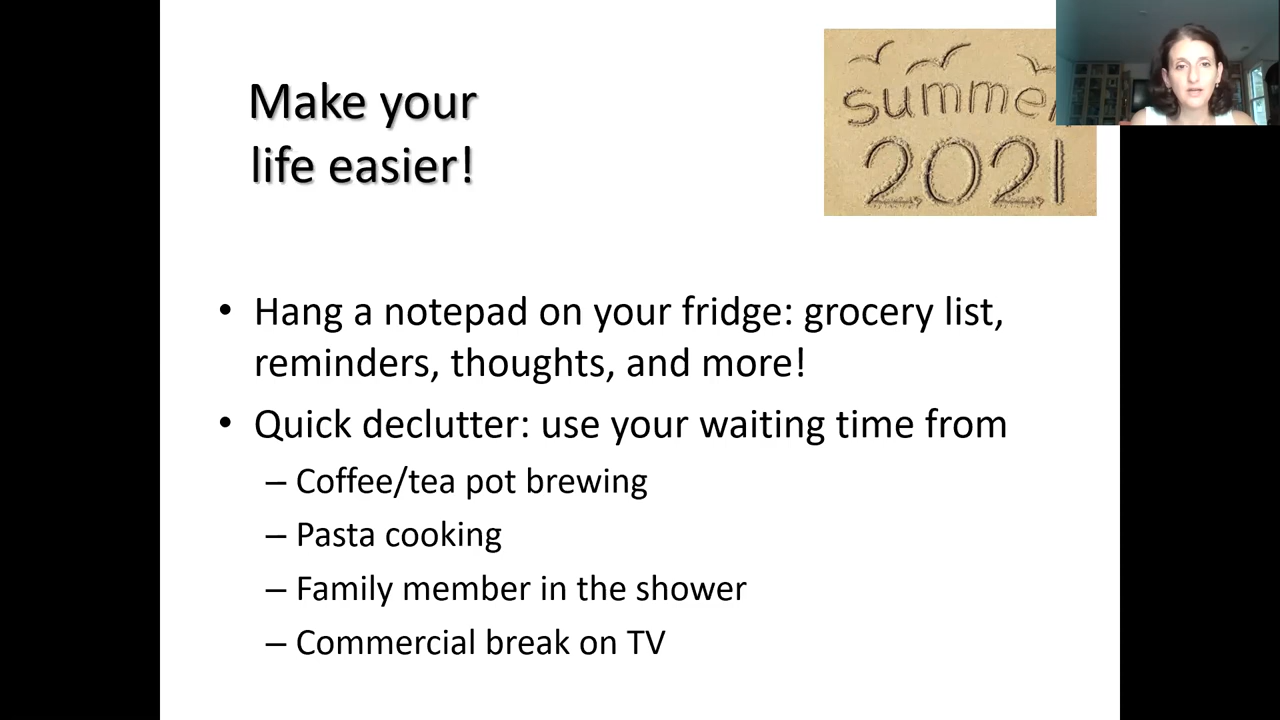 Make your
life easier!
summer
2021
• Hang a notepad on your fridge: grocery list,
reminders, thoughts, and more!
• Quick declutter: use your waiting time from
– Coffee/tea pot brewing
– Pasta cooking
– Family member in the shower
– Commercial break on TV